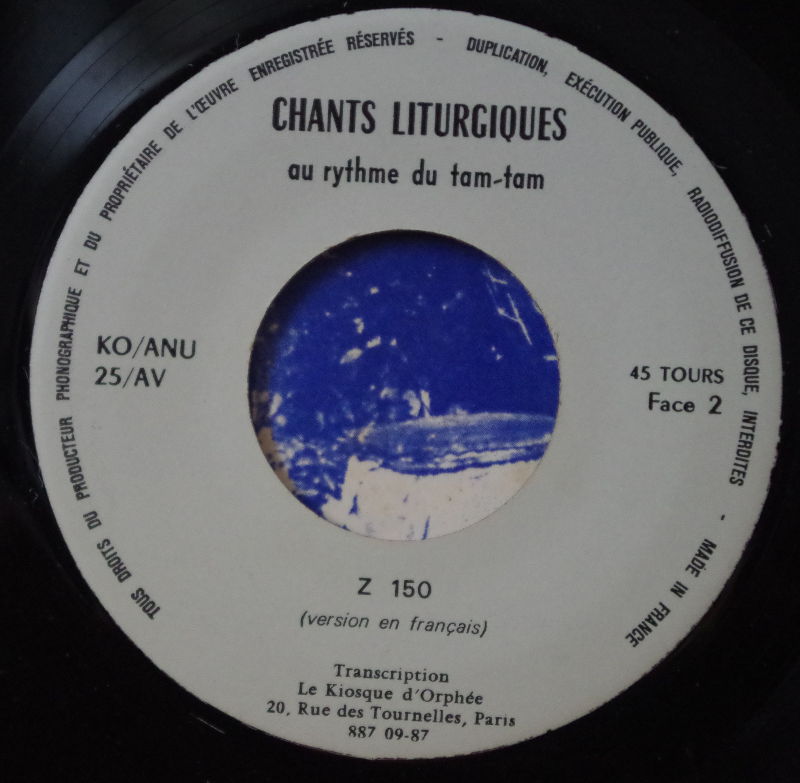 TOUS DROITS DU PRODUCTEUR PHONOGRAPHIQUE ET DU PROPRIÉTAIRE DE L'ŒUVRE ENREGISTRÉE RÉSERVÉS - DUPLICATION, EXÉCUTION PUBLIQUE, RADIODIFFUSION DE CE DISQUE, INTERDITES - MADE IN FRANCE
CHANTS LITURGIQUES
au rythme du tam-tam
KO/ANU
25/AV
45 TOURS
Face 2
Z 150
(version en français)
Transcription
Le Kiosque d'Orphée
20, Rue des Tournelles, Paris
887 09-87